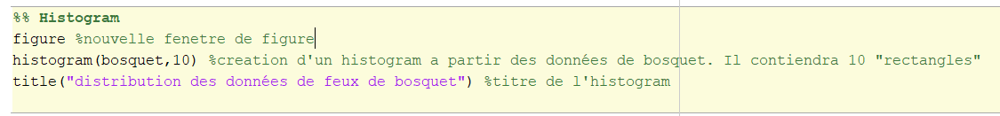 %% Histogram
figure %nouvelle fenetre de figure
histogram(bosquet,10) %creation d'un histogram a partir des données de bosquet. Il contiendra 10 "rectangles"
title("distribution des données de feux de bosquet") %titre de l'histogram